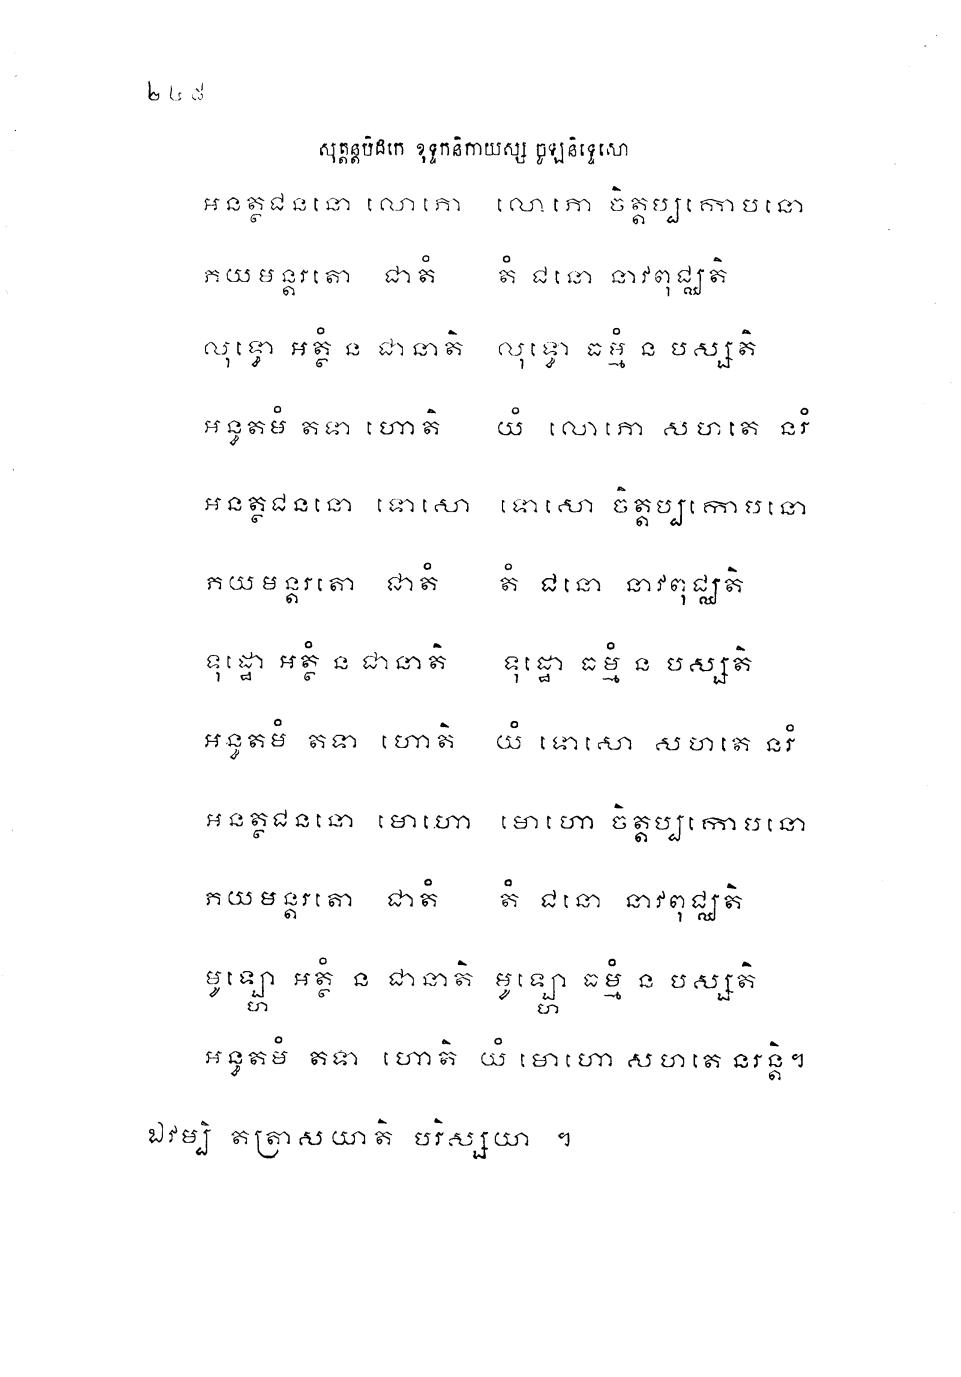 ២៤៨
សុត្តន្តបិដកេ ខុទ្ទកនិកាយស្ស ចូឡនិទ្ទេសោ
អនត្ថជននោ លោភោ លោភោ ចិត្តប្បកោបនោ
ភយមន្តរតោ ជាតំ តំ ជនោ នាវពុជ្ឈតិ
លុទ្ធោ អត្ថំ ន ជានាតិ លុទ្ធោ ធម្មំ ន បស្សតិ
អន្ធតមំ តទា ហោតិ យំ លោភោ សហតេ នរំ
អនត្ថជននោ ទោសោ ទោសោ ចិត្តប្បកោបនោ
ភយមន្តរតោ ជាតំ តំ ជនោ នាវពុជ្ឈតិ
ទុដ្ឋោ អត្ថំ ន ជានាតិ ទុដ្ឋោ ធម្មំ ន បស្សតិ
អន្ធតមំ តទា ហោតិ យំ ទោសោ សហតេ នរំ
អនត្ថជននោ មោហោ មោហោ ចិត្តប្បកោបនោ
ភយមន្តរតោ ជាតំ តំ ជនោ នាវពុជ្ឈតិ
មូឡ្ហោ អត្ថំ ន ជានាតិ មូឡ្ហោ ធម្មំ ន បស្សតិ
អន្ធតមំ តទា ហោតិ យំ មោហោ សហតេ នរន្តិ។
ឯវម្បិ តត្រាសយាតិ បរិស្សយា ។